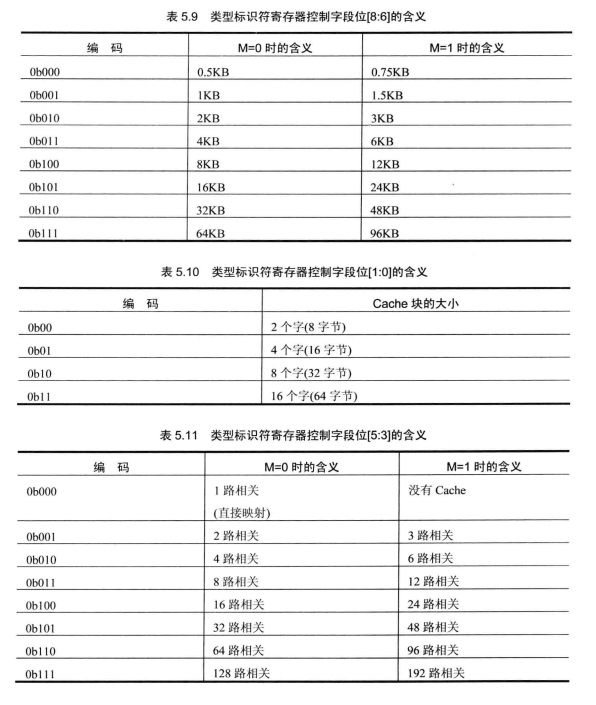 表 5.9 类型标识符寄存器控制字段位[8:6]的含义
编 码 M=0 时的含义 M=1 时的含义
0b000 0.5KB 0.75KB
0b001 1KB 1.5KB
0b010 2KB 3KB
0b011 4KB 6KB
0b100 8KB 12KB
0b101 16KB 24KB
0b110 32KB 48KB
0b111 64KB 96KB
表 5.10 类型标识符寄存器控制字段位[1:0]的含义
编 码 Cache 块的大小
0b00 2 个字(8 字节)
0b01 4 个字(16 字节)
0b10 8 个字(32 字节)
0b11 16 个字(64 字节)
表 5.11 类型标识符寄存器控制字段位[5:3]的含义
编 码 M=0 时的含义 M=1 时的含义
0b000 1 路相关 没有 Cache
(直接映射)
0b001 2 路相关 3 路相关
0b010 4 路相关 6 路相关
0b011 8 路相关 12 路相关
0b100 16 路相关 24 路相关
0b101 32 路相关 48 路相关
0b110 64 路相关 96 路相关
0b111 128 路相关 192 路相关